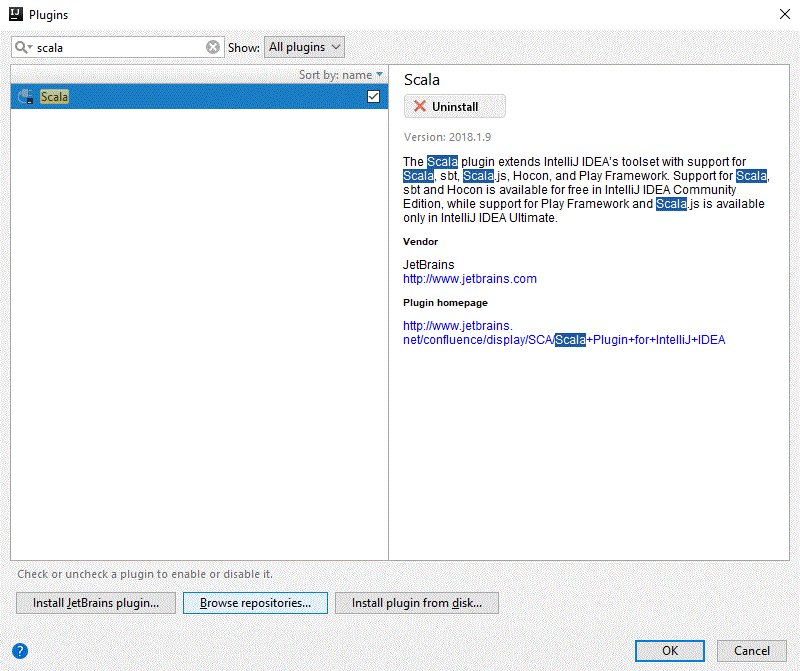 Plugins
scala
Show: All plugins
Sort by: name
Scala
Scala
Uninstall
Version: 2018.1.9
The Scala plugin extends IntelliJ IDEA's toolset with support for
Scala, sbt, Scala.js, Hocon, and Play Framework. Support for Scala,
sbt and Hocon is available for free in IntelliJ IDEA Community
Edition, while support for Play Framework and Scala.js is available
only in IntelliJ IDEA Ultimate.
Vendor
JetBrains
http://www.jetbrains.com
Plugin homepage
http://www.jetbrains.
net/confluence/display/SCA/Scala+Plugin+for+IntelliJ+IDEA
Check or uncheck a plugin to enable or disable it.
Install JetBrains plugin...
Browse repositories...
Install plugin from disk...
?
OK
Cancel